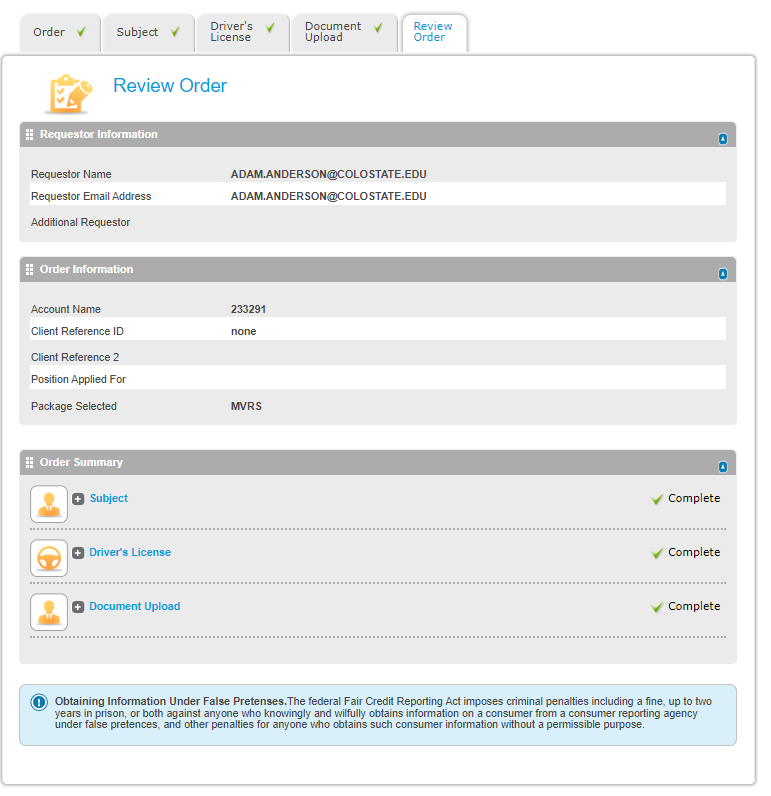 Order
Subject
Driver's
License
Document
Upload
Review
Order
Review Order
Requestor Information
Requestor Name ADAM.ANDERSON@COLOSTATE.EDU
Requestor Email Address ADAM.ANDERSON@COLOSTATE.EDU
Additional Requestor
Order Information
Account Name 233291
Client Reference ID none
Client Reference 2
Position Applied For
Package Selected MVRS
Order Summary
Subject Complete
Driver's License Complete
Document Upload Complete
Obtaining Information Under False Pretenses.The federal Fair Credit Reporting Act imposes criminal penalties including a fine, up to two
years in prison, or both against anyone who knowingly and wilfully obtains information on a consumer from a consumer reporting agency
under false pretences, and other penalties for anyone who obtains such consumer information without a permissible purpose.